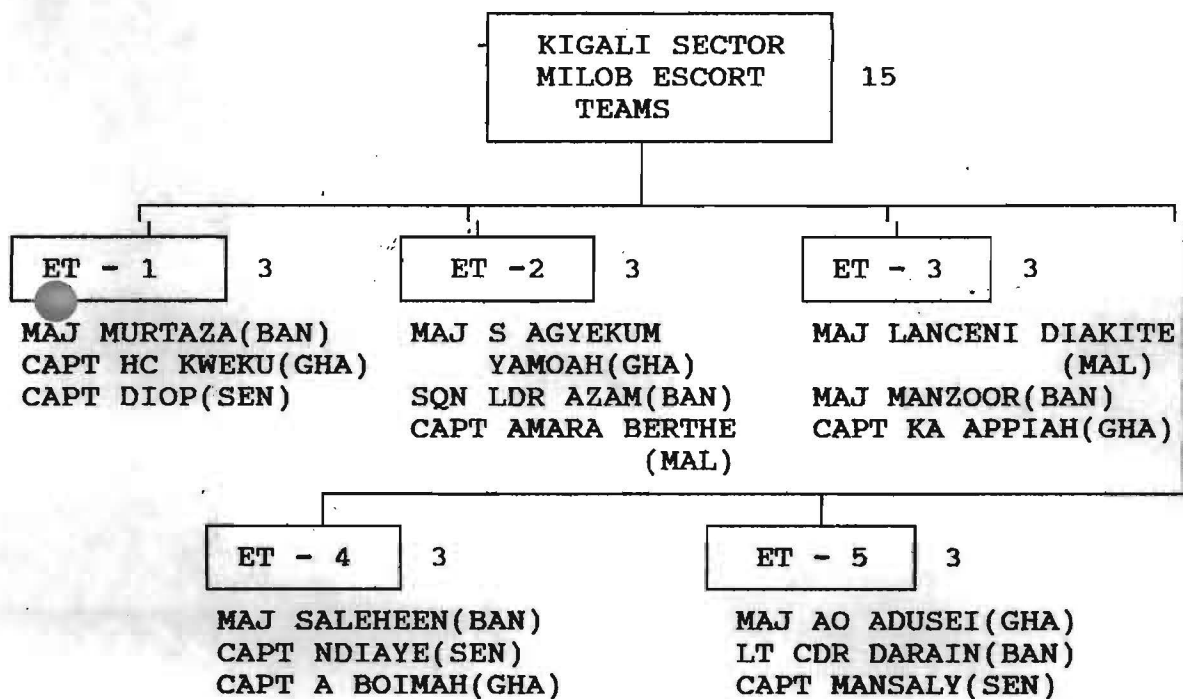 KIGALI SECTOR
MILOB ESCORT
TEAMS
15
ET - 1
3
MAJ MURTAZA(BAN)
CAPT HC KWEKU(GHA)
CAPT DIOP(SEN)
ET -2
3
MAJ S AGYEKUM
YAMOAH(GHA)
SQN LDR AZAM(BAN)
CAPT AMARA BERTHE
(MAL)
ET - 3
3
MAJ LANCENI DIAKITE
(MAL)
MAJ MANZOOR(BAN)
CAPT KA APPIAH(GHA)
ET - 4
3
MAJ SALEHEEN(BAN)
CAPT NDIAYE(SEN)
CAPT A BOIMAH(GHA)
ET - 5
3
MAJ AO ADUSEI(GHA)
LT CDR DARAIN(BAN)
CAPT MANSALY(SEN)